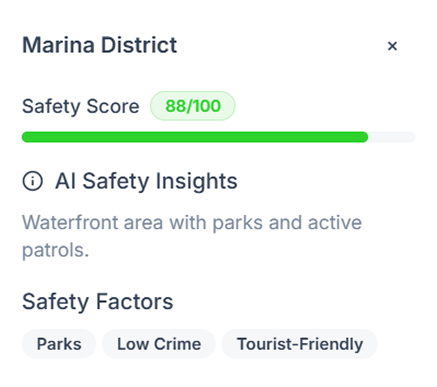 Marina District
×
Safety Score 88/100
AI Safety Insights
Waterfront area with parks and active
patrols.
Safety Factors
Parks Low Crime Tourist-Friendly